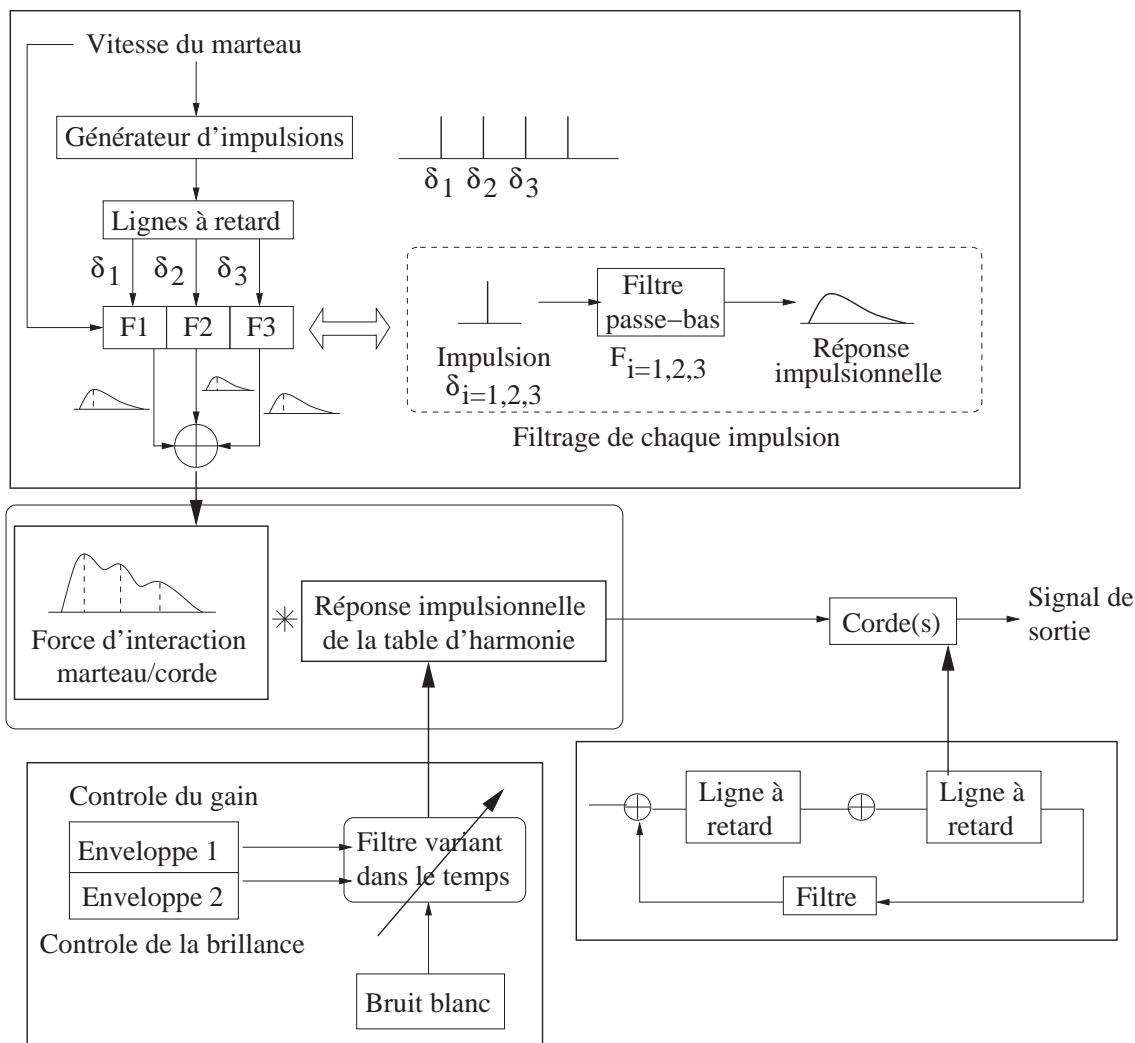 Vitesse du marteau
Générateur d'impulsions
δ1 δ2 δ3
Lignes à retard
δ1 δ2 δ3
F1 F2 F3
Impulsion
δi=1,2,3
Filtre
passe−bas
Fi=1,2,3
Réponse
impulsionnelle
Filtrage de chaque impulsion
Force d'interaction
marteau/corde
Réponse impulsionnelle
de la table d'harmonie
Corde(s)
Signal de
sortie
Controle du gain
Enveloppe 1
Enveloppe 2
Controle de la brillance
Filtre variant
dans le temps
Bruit blanc
Ligne à
retard
Ligne à
retard
Filtre